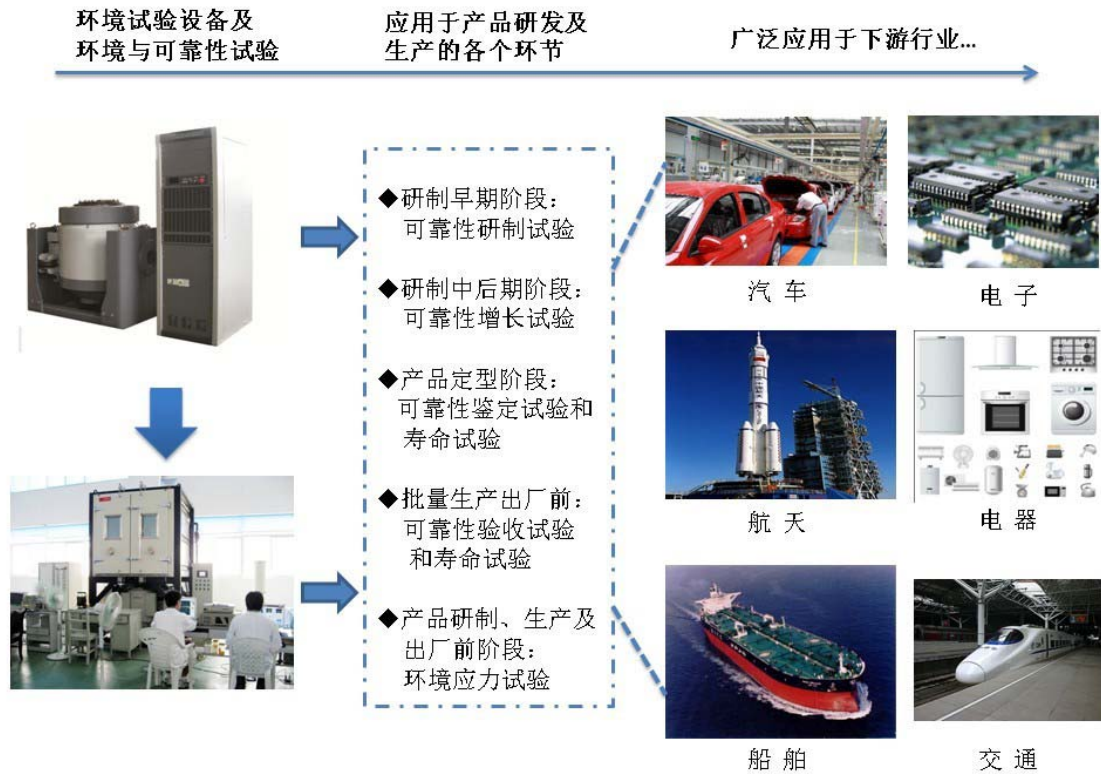 环境试验设备及
环境与可靠性试验
应用于产品研发及
生产的各个环节
广泛应用于下游行业...
◆研制早期阶段：
可靠性研制试验
◆研制中后期阶段：
可靠性增长试验
◆产品定型阶段：
可靠性鉴定试验和
寿命试验
◆批量生产出厂前：
可靠性验收试验
和寿命试验
◆产品研制、生产及
出厂前阶段：
环境应力试验
汽 车
电 子
航 天
电 器
船 舶
交 通